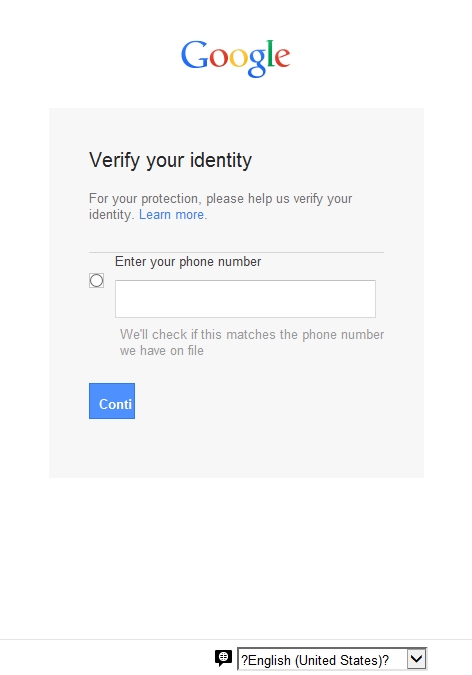 Google
Verify your identity
For your protection, please help us verify your
identity. Learn more.
Enter your phone number
We'll check if this matches the phone number
we have on file
Conti
?English (United States)?